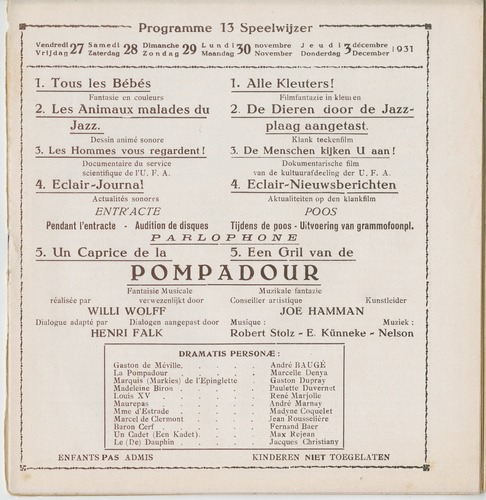 Programme 13 Speelwijzer
Vendredi Vrijdag 27 Samedi Zaterdag 28 Dimanche Zondag 29 Lundi Maandag 30 novembre November Jeudi Donderdag 3 décembre December 1931
1. Tous les Bébés
Fantasie en couleurs
2. Les Animaux malades du
Jazz.
Dessin animé sonore
3. Les Hommes vous regardent!
Documentaire du service
scientifique de l'U. F. A.
4. Eclair-Journal
Actualités sonores
ENTR'ACTE
Pendant l'entracte - Audition de disques
1. Alle Kleuters!
Filmfantazie in kleuren
2. De Dieren door de Jazz-
plaag aangetast.
Klank teekenfilm
3. De Menschen kijken U aan!
Dokumentarische film
van de kultuurafdeeling der U. F. A.
4. Eclair-Nieuwsberichten
Aktualiteiten op den klankfilm
POOS
Tijdens de poos - Uitvoering van grammofoonpl.
PARLOPHONE
5. Un Caprice de la 5. Een Gril van de
POMPADOUR
Fantaisie Musicale Muzikale fantazie
réalisée par verwezenlijkt door Conseiller artistique Kunstleider
WILLI WOLFF JOE HAMMAN
Dialogue adapté par Dialogen aangepast door Musique : Muziek :
HENRI FALK Robert Stolz - E. Künneke - Nelson
DRAMATIS PERSONÆ:
Gaston de Méville. . . . . . André BAUGÉ
La Pompadour . . . . . Marcelle Denya
Marquis (Markies) de l'Epinglette . Gaston Dupray
Madeleine Biron . . . . . Paulette Duvernet
Louis XV . . . . . René Marjolle
Maurepas . . . . . André Marnay
Mme d'Estrade . . . . . Madyne Coquelet
Marcel de Clermont . . . . Jean Rousselière
Baron Cerf . . . . . Fernand Baer
Un Cadet (Een Kadet) . . . . Max Rejean
Le (De) Dauphin . . . . . Jacques Christiany
ENFANTS PAS ADMIS KINDEREN NIET TOEGELATEN